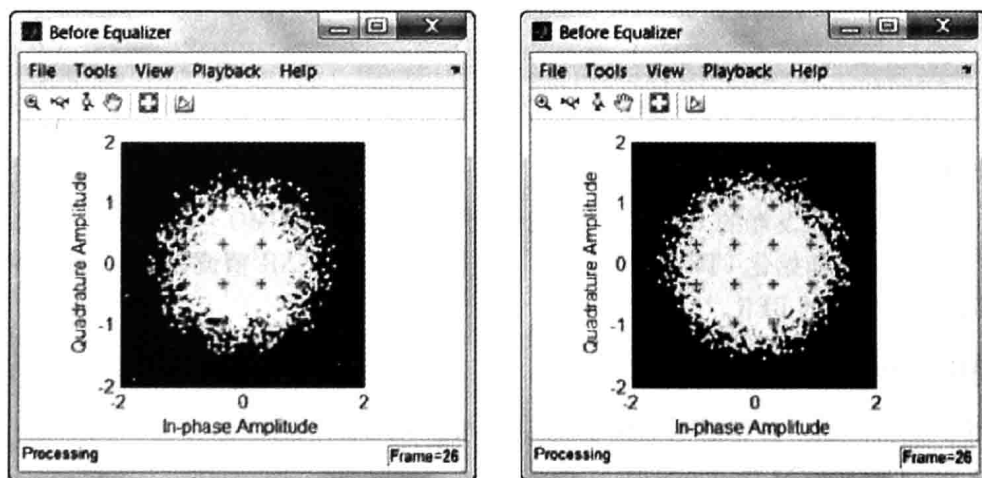 Before Equalizer
File Tools View Playback Help
2
1
0
-1
-2
-2 0 2
Quadrature Amplitude
In-phase Amplitude
Processing
Frame=26
Before Equalizer
File Tools View Playback Help
2
1
0
-1
-2
-2 0 2
Quadrature Amplitude
In-phase Amplitude
Processing
Frame=26